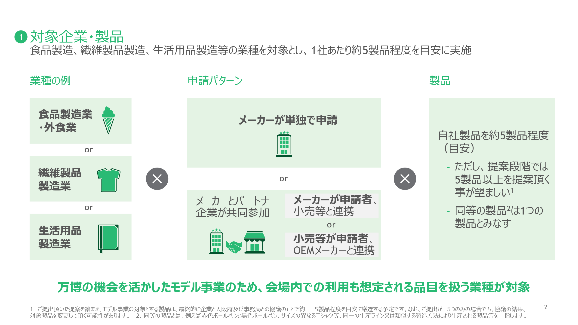 1 対象企業・製品
食品製造、繊維製品製造、生活用品製造等の業種を対象とし、1社あたり約5製品程度を目安に実施
業種の例
申請パターン
製品
食品製造業
・外食業
or
繊維製品
製造業
or
生活用品
製造業
メーカーが単独で申請
or
メーカーとパートナ
企業が共同参加
メーカーが申請者、
小売等と連携
or
小売等が申請者、
OEMメーカーと連携
自社製品を約5製品程度
(目安)
- ただし、提案段階では
5製品以上を提案頂く
事が望ましい1
- 同等の製品2は1つの
製品とみなす
万博の機会を活かしたモデル事業のため、会場内での利用も想定される品目を扱う業種が対象